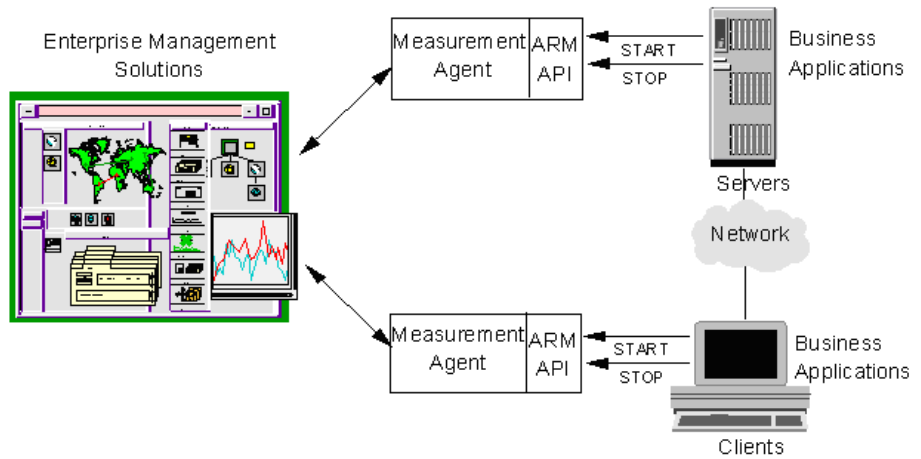 Enterprise Management
Solutions
Measurement
Agent
ARM
API
START
STOP
Business
Applications
Servers
Network
Measurement
Agent
ARM
API
START
STOP
Business
Applications
Clients